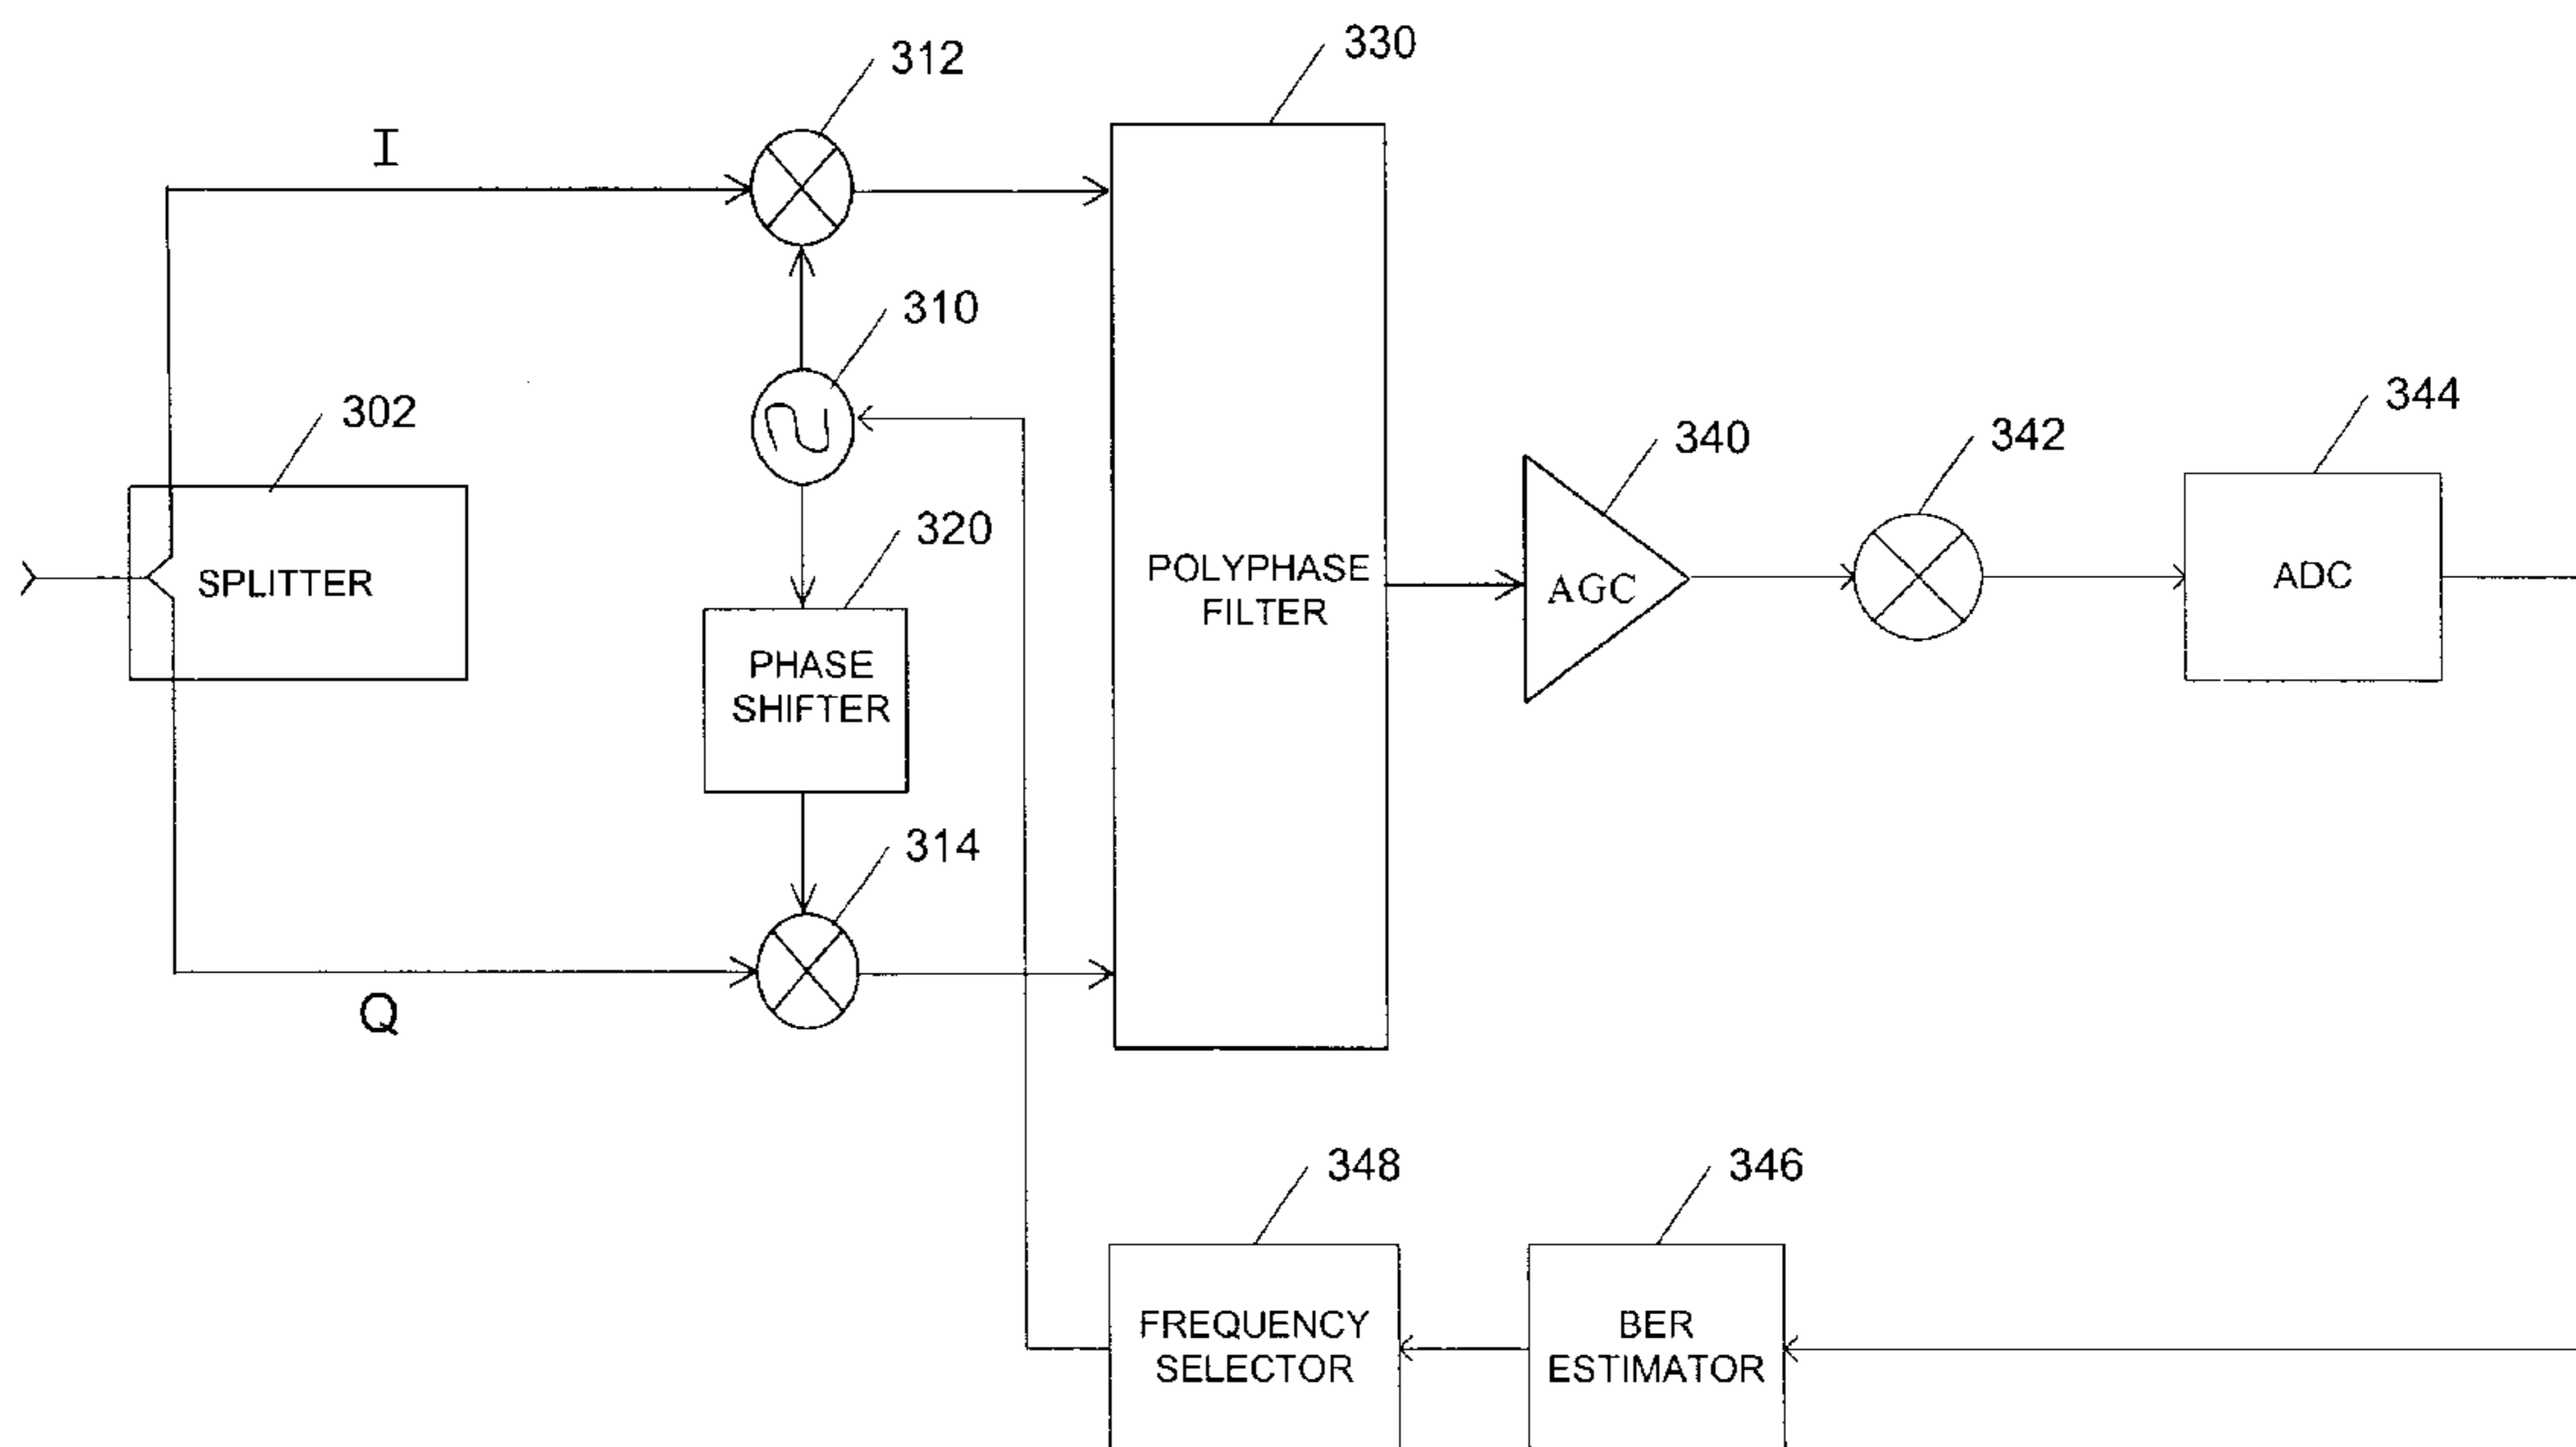 312
330
I
310
302
344
340
342
320
SPLITTER
POLYPHASE
FILTER
AGC
ADC
PHASE
SHIFTER
314
Q
348
346
FREQUENCY
SELECTOR
BER
ESTIMATOR